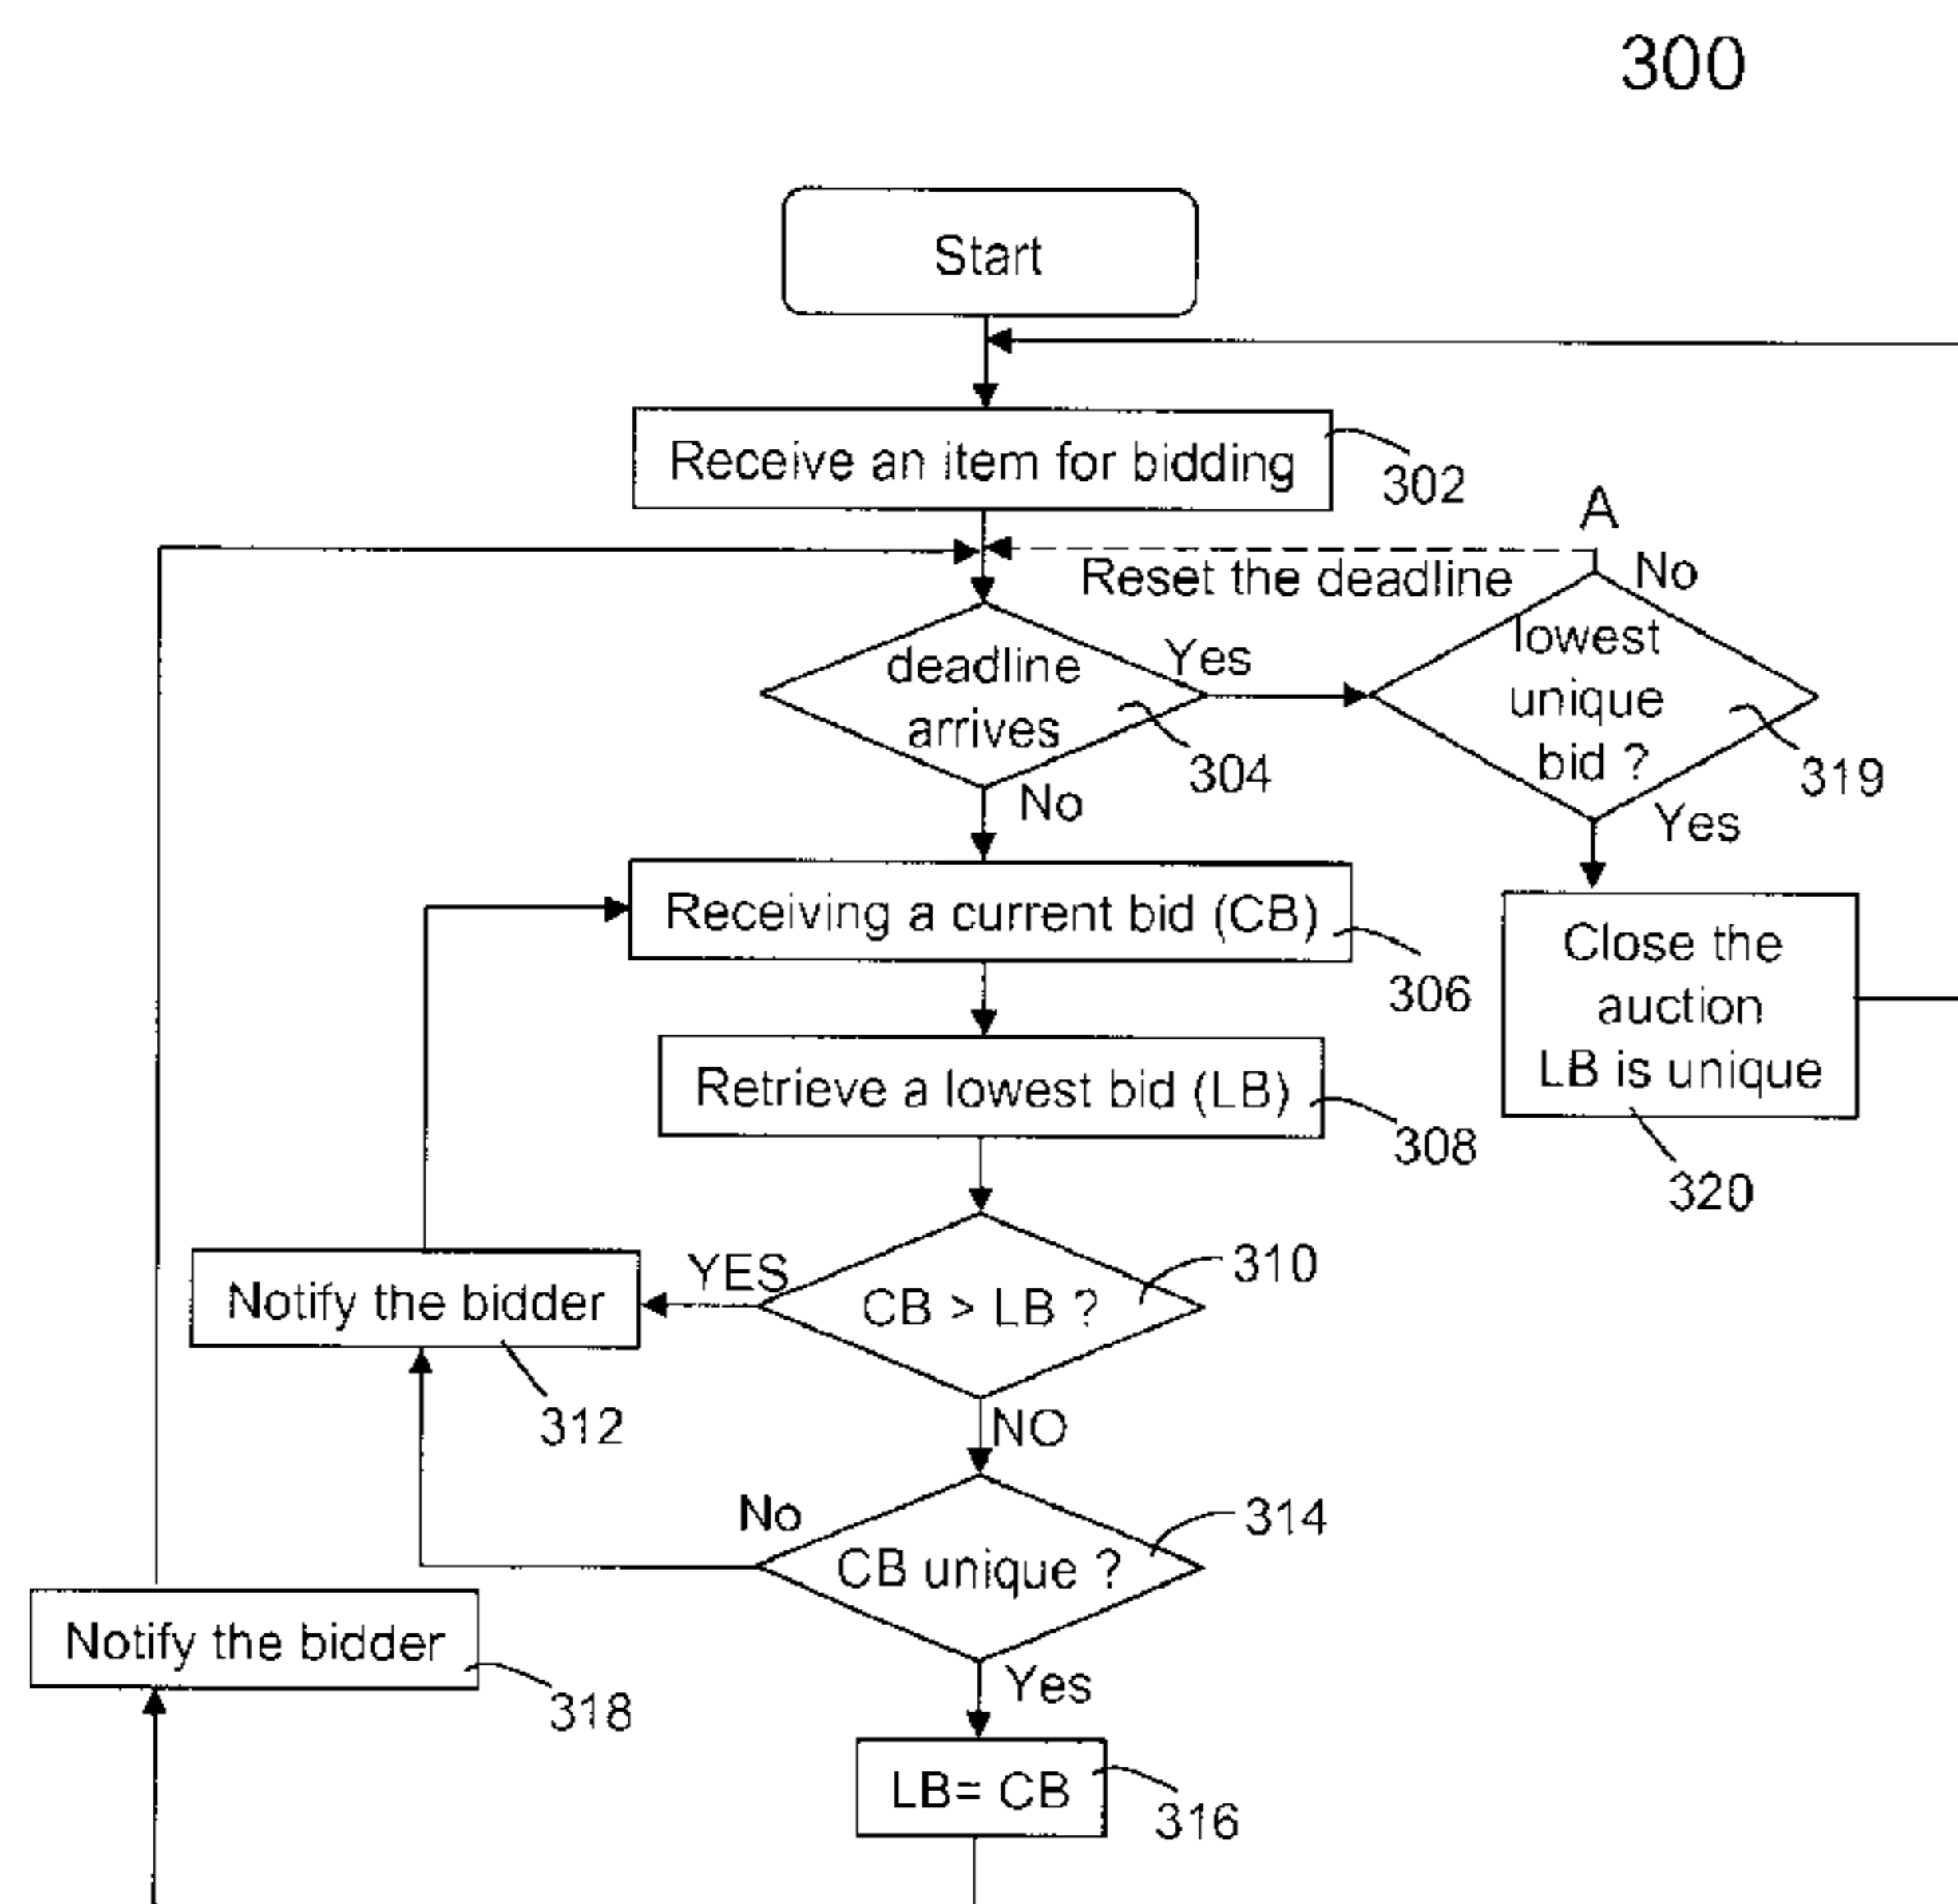 300
Start
Receive an item for bidding
302
A
No
Reset the deadline
deadline
arrives
Yes
304
No
lowest
unique
bid ?
319
Yes
Receiving a current bid (CB)
306
Close the
auction
LB is unique
320
Retrieve a lowest bid (LB)
308
CB > LB ?
310
YES
Notify the bidder
312
NO
CB unique ?
314
No
Notify the bidder
318
Yes
LB= CB
316